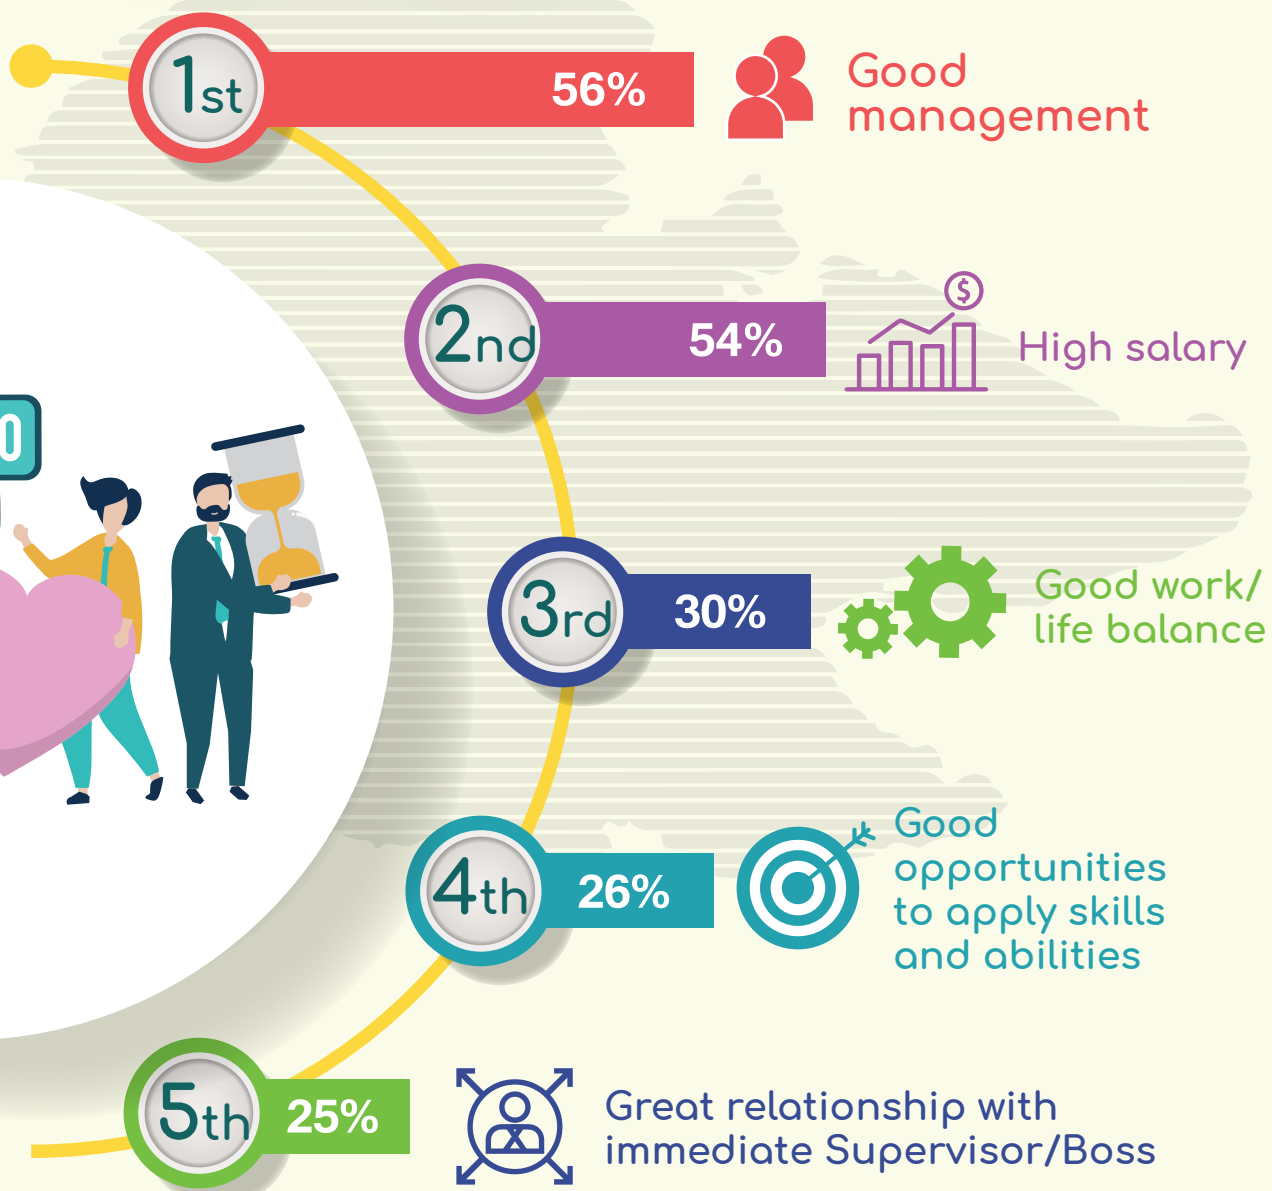 1st
56%
Good
management
2nd
54%
$
High salary
0
3rd
30%
Good work/
life balance
4th
26%
Good
opportunities
to apply skills
and abilities
5th
25%
Great relationship with
immediate Supervisor/Boss